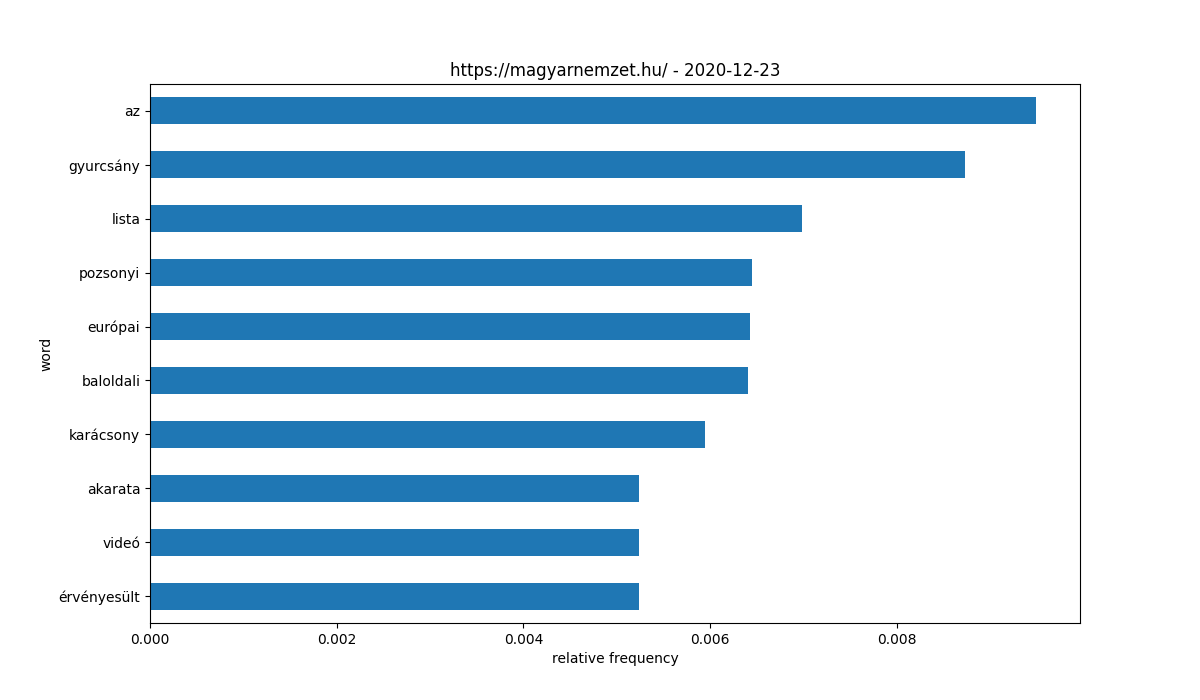 https://magyarnemzet.hu/ - 2020-12-23
az
gyurcsány
lista
pozsonyi
európai
baloldali
karácsony
akarata
videó
érvényesült
word
0.000 0.002 0.004 0.006 0.008
relative frequency